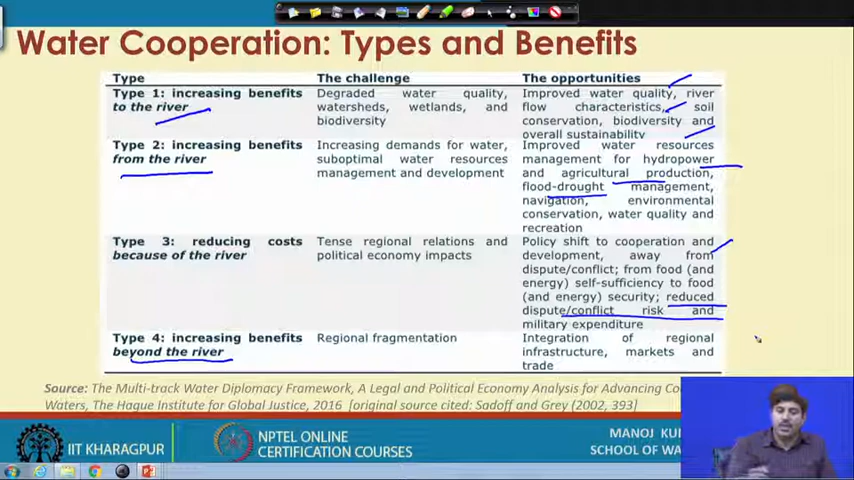 Water Cooperation: Types and Benefits
Type The challenge The opportunities
Type 1: increasing benefits to the river
Degraded water quality, watersheds, wetlands, and biodiversity
Improved water quality, river flow characteristics, soil conservation, biodiversity and overall sustainability
Type 2: increasing benefits from the river
Increasing demands for water, suboptimal water resources management and development
Improved water resources management for hydropower and agricultural production, flood-drought management, navigation, environmental conservation, water quality and recreation
Type 3: reducing costs because of the river
Tense regional relations and political economy impacts
Policy shift to cooperation and development, away from dispute/conflict; from food (and energy) self-sufficiency to food (and energy) security; reduced dispute/conflict risk and military expenditure
Type 4: increasing benefits beyond the river
Regional fragmentation
Integration of regional infrastructure, markets and trade
Source: The Multi-track Water Diplomacy Framework, A Legal and Political Economy Analysis for Advancing
Waters, The Hague Institute for Global Justice, 2016 [original source cited: Sadoff and Grey (2002, 393]
IIT KHARAGPUR
NPTEL ONLINE
CERTIFICATION COURSES
MANOJ
SCHOOL OF